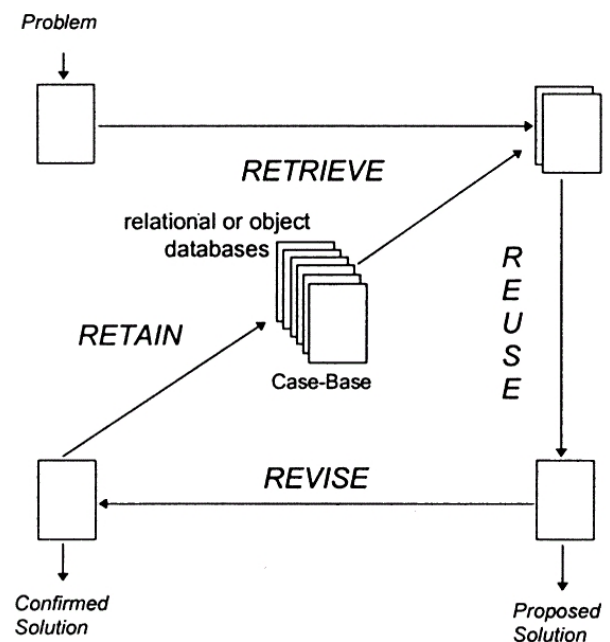 Problem
RETRIEVE
relational or object
databases
RETAIN
Case-Base
R
E
U
S
E
REVISE
Confirmed
Solution
Proposed
Solution